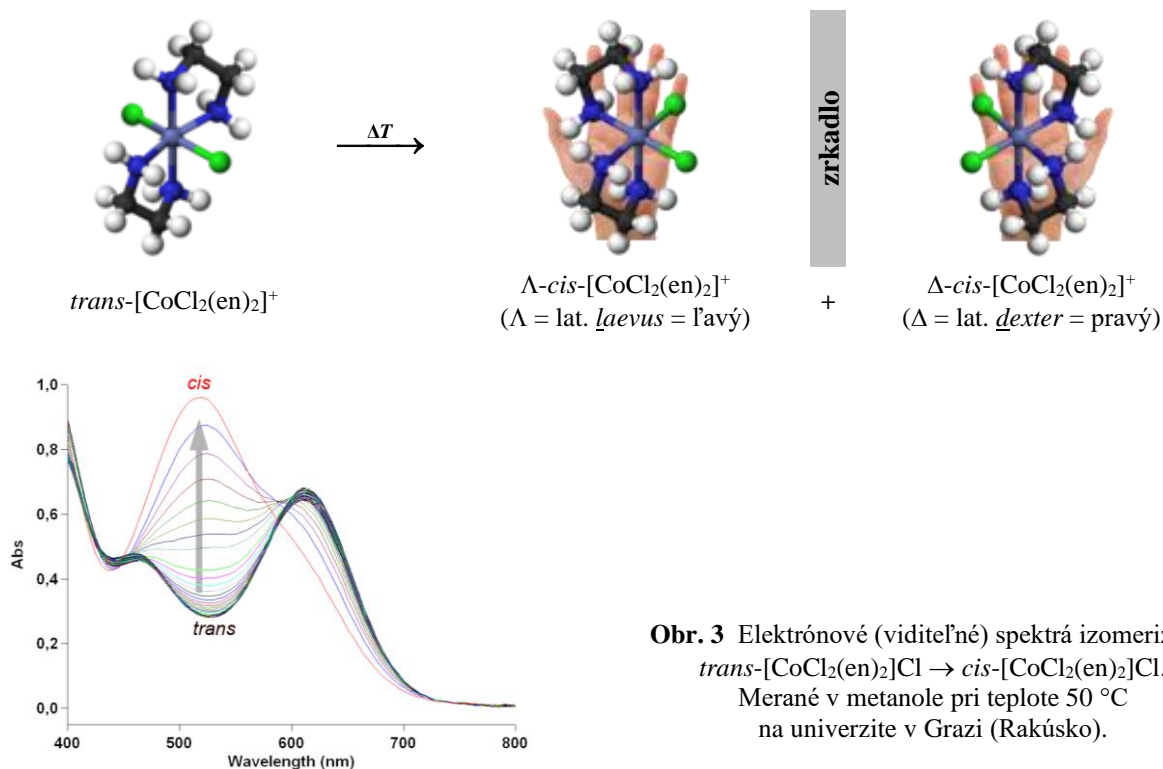 ΔT
zrkadlo
trans-[CoCl₂(en)₂]⁺
Λ-cis-[CoCl₂(en)₂]⁺
(Λ = lat. laevus = ľavý)
+
Δ-cis-[CoCl₂(en)₂]⁺
(Δ = lat. dexter = pravý)
cis
trans
1,0
0,8
0,6
0,4
0,2
0,0
Abs
400 500 600 700 800
Wavelength (nm)
Obr. 3 Elektrónové (viditeľné) spektrá izomeriz
trans-[CoCl₂(en)₂]Cl → cis-[CoCl₂(en)₂]Cl.
Merané v metanole pri teplote 50 °C
na univerzite v Grazi (Rakúsko).